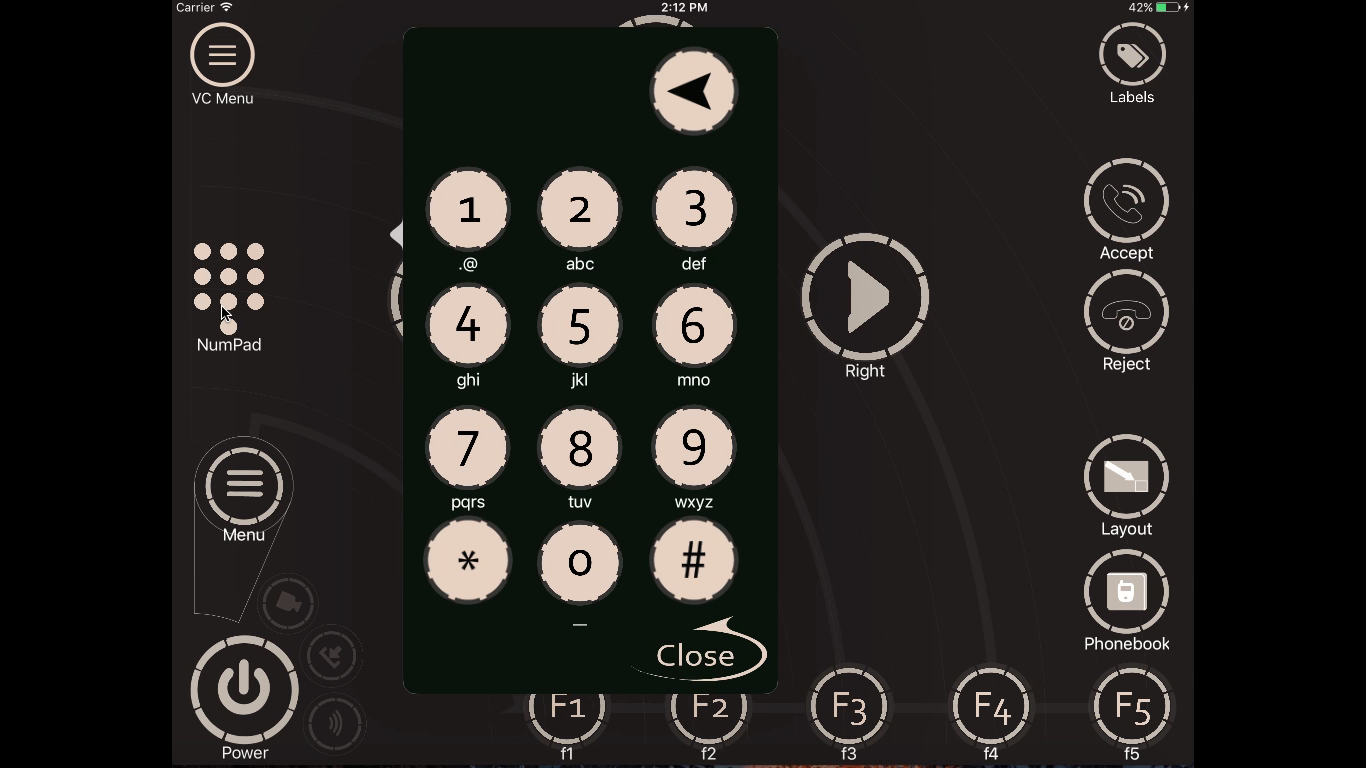 Carrier 2:12 PM 42%
VC Menu
Labels
1 2 3
.@ abc def
Accept
4 5 6
NumPad
ghi jkl mno
Right
Reject
7 8 9
pqrs tuv wxyz
Menu
Layout
* 0 #
_
Close
Phonebook
F1 F2 F3 F4 F5
Power f1 f2 f3 f4 f5